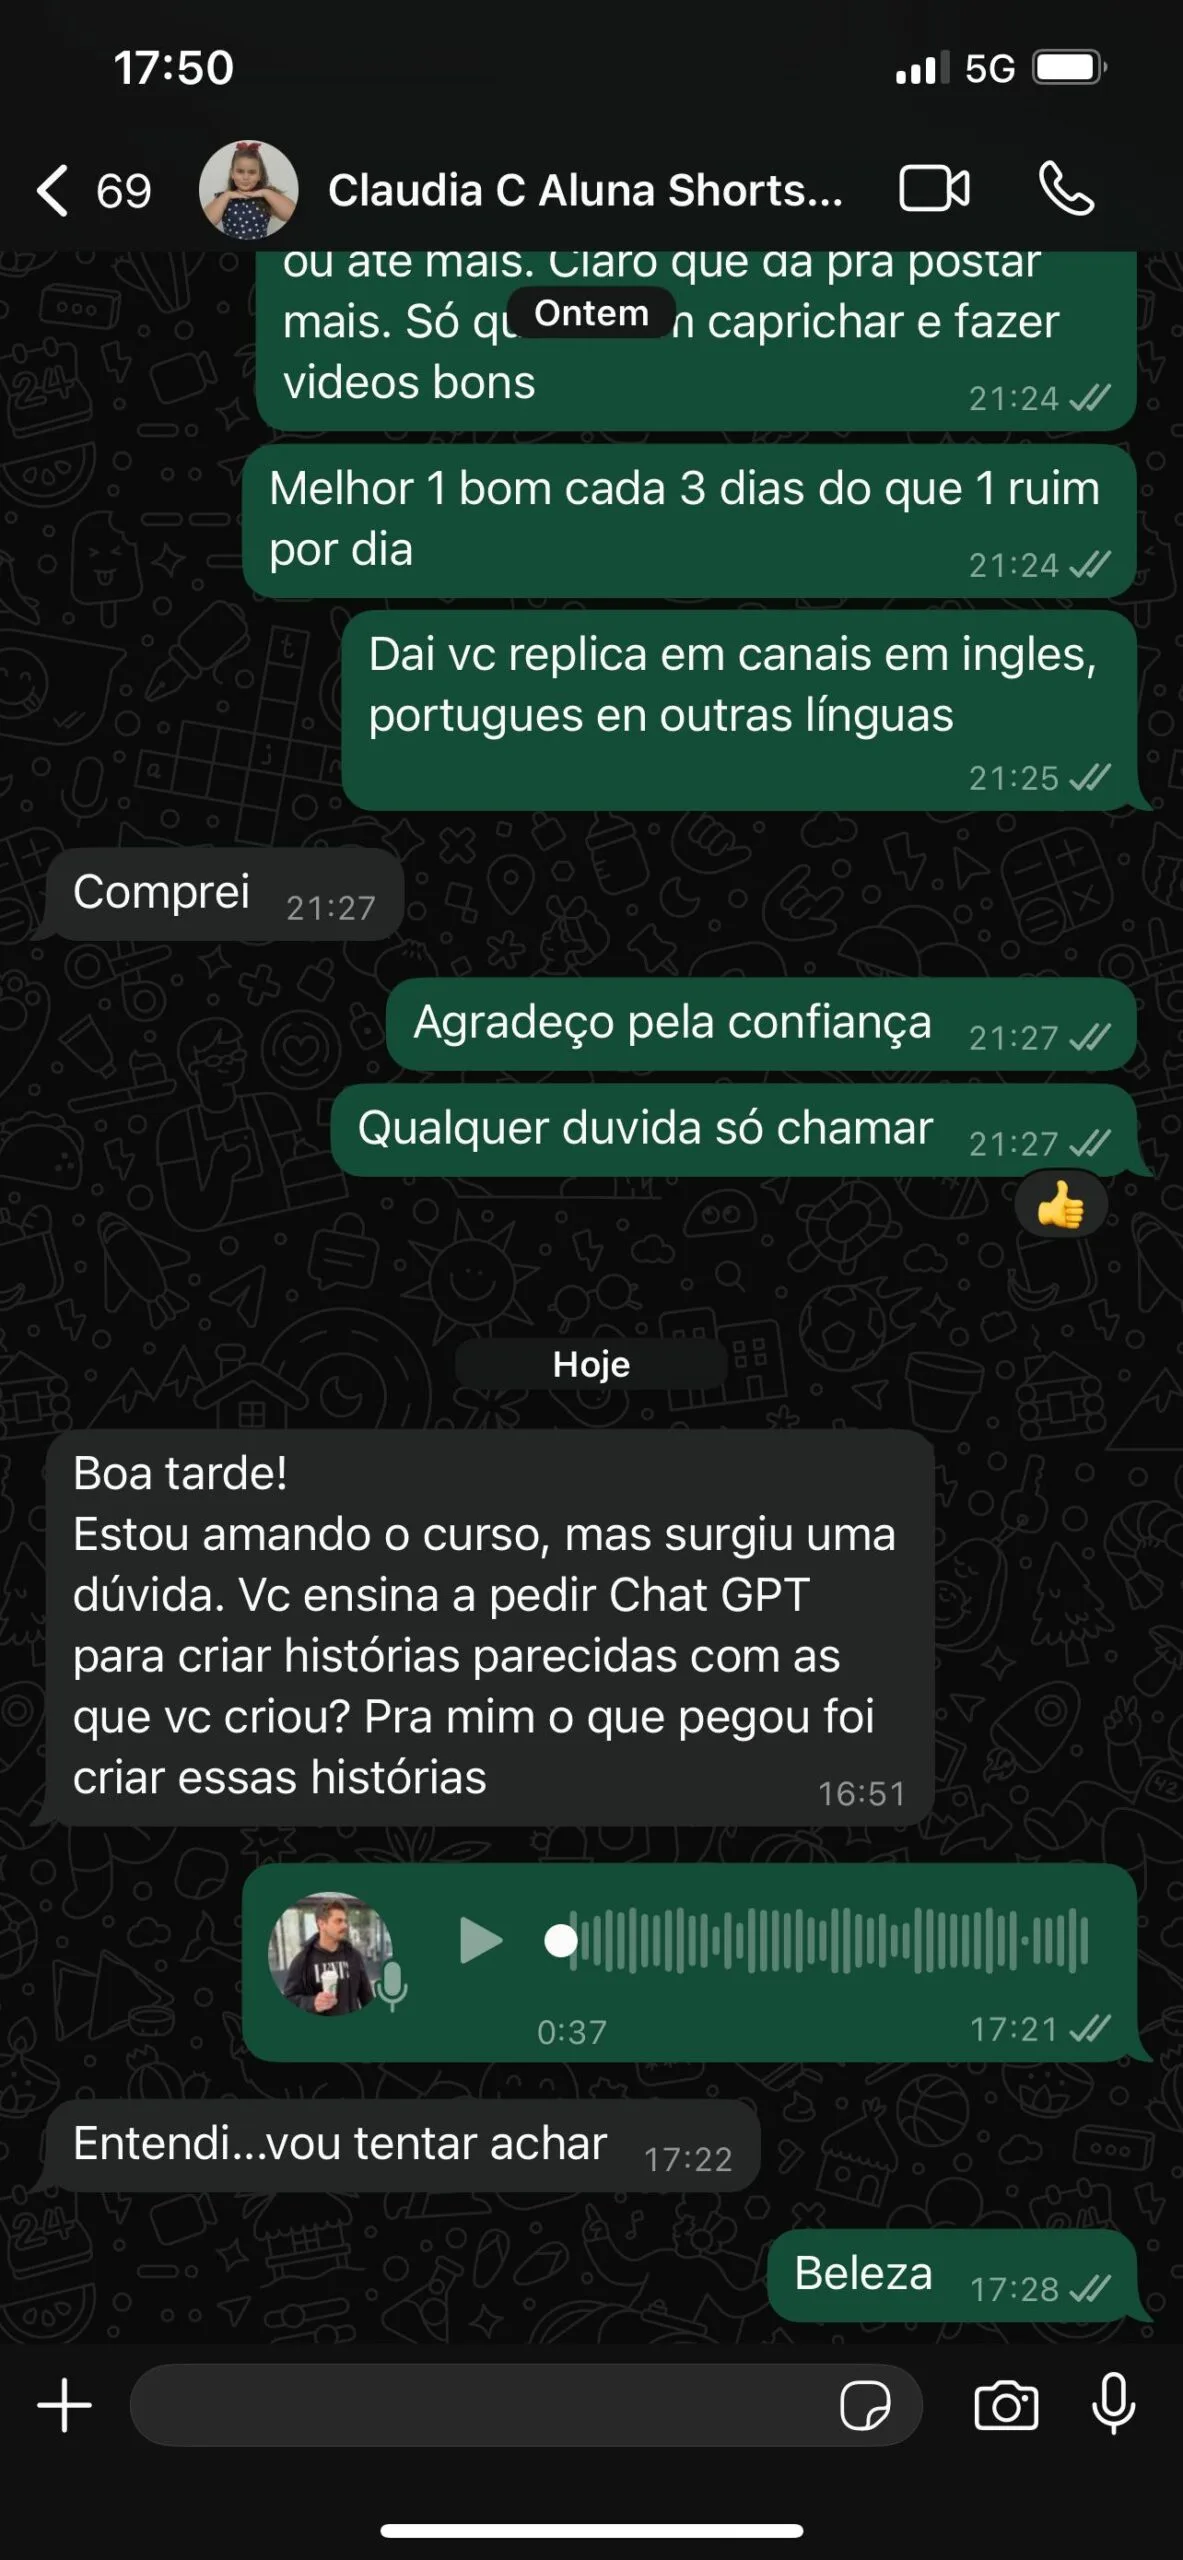 17:50
5G
69
Claudia C Aluna Shorts...
ou até mais. Claro que dá pra postar
Ontem
mais. Só caprichar e fazer
videos bons
21:24
Melhor 1 bom cada 3 dias do que 1 ruim
por dia
21:24
Dai vc replica em canais em ingles,
portugues en outras línguas
21:25
Comprei
21:27
Agradeço pela confiança
21:27
Qualquer duvida só chamar
21:27
Hoje
Boa tarde!
Estou amando o curso, mas surgiu uma
dúvida. Vc ensina a pedir Chat GPT
para criar histórias parecidas com as
que vc criou? Pra mim o que pegou foi
criar essas histórias
16:51
0:37
17:21
Entendi...vou tentar achar
17:22
Beleza
17:28